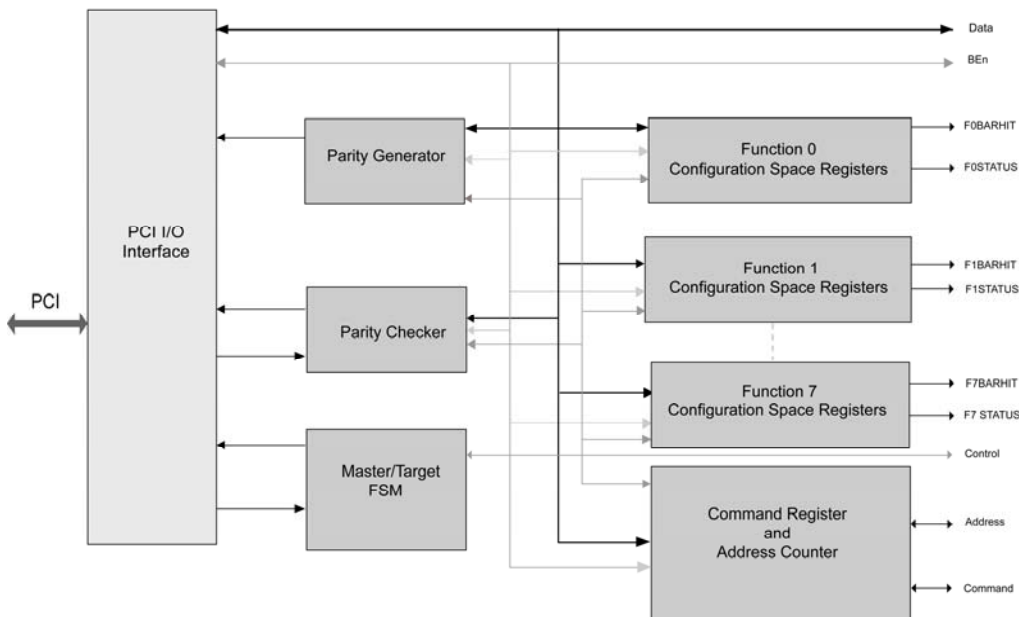 Data
BEn
Parity Generator
Function 0
Configuration Space Registers
F0BARHIT
F0STATUS
PCI I/O
Interface
Function 1
Configuration Space Registers
F1BARHIT
F1STATUS
PCI
Parity Checker
Function 7
Configuration Space Registers
F7BARHIT
F7 STATUS
Master/Target
FSM
Control
Command Register
and
Address Counter
Address
Command